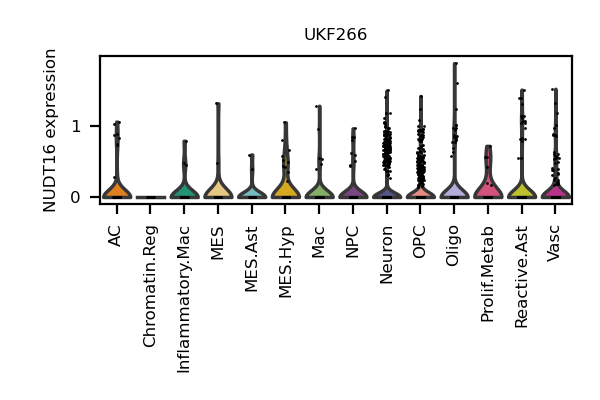 UKF266
NUDT16 expression
1
0
AC
Chromatin.Reg
Inflammatory.Mac
MES
MES.Ast
MES.Hyp
Mac
NPC
Neuron
OPC
Oligo
Prolif.Metab
Reactive.Ast
Vasc